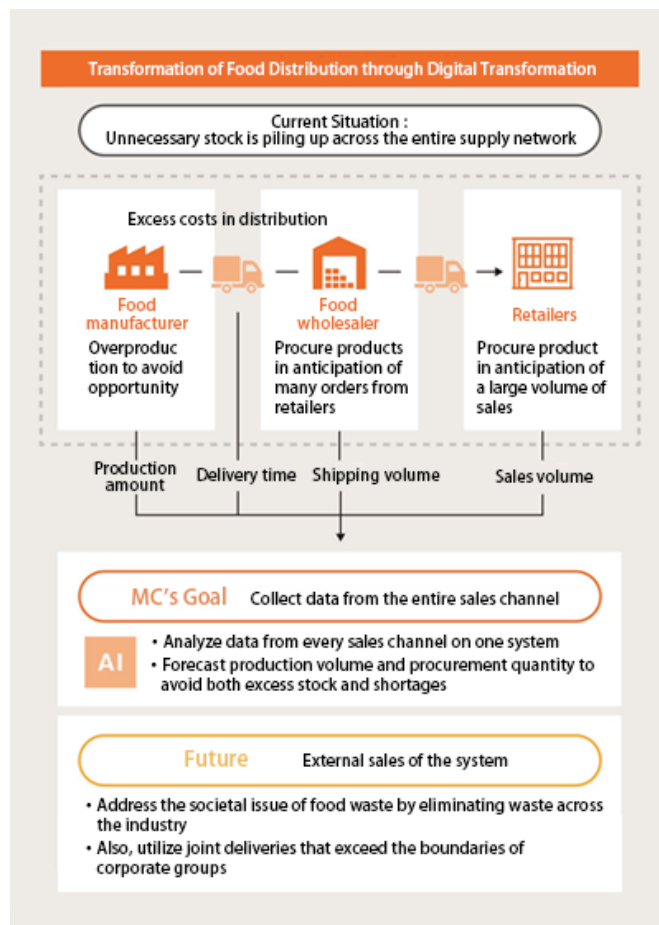 Transformation of Food Distribution through Digital Transformation
Current Situation :
Unnecessary stock is piling up across the entire supply network
Excess costs in distribution
Food
manufacturer
Overproduc
tion to avoid
opportunity
Food
wholesaler
Procure products
in anticipation of
many orders from
retailers
Retailers
Procure product
in anticipation of
a large volume of
sales
Production
amount
Delivery time
Shipping volume
Sales volume
MC's Goal Collect data from the entire sales channel
AI
• Analyze data from every sales channel on one system
• Forecast production volume and procurement quantity to
avoid both excess stock and shortages
Future External sales of the system
• Address the societal issue of food waste by eliminating waste across
the industry
• Also, utilize joint deliveries that exceed the boundaries of
corporate groups